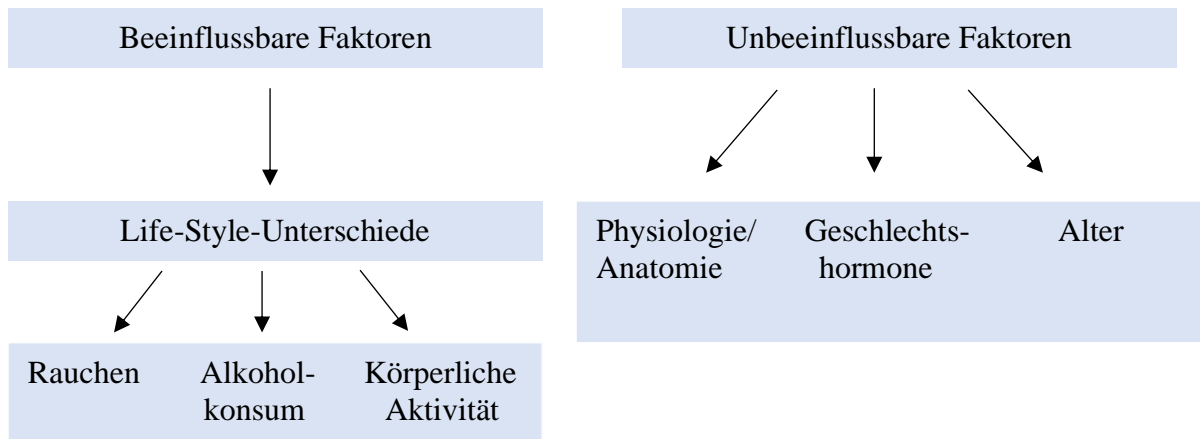 Beeinflussbare Faktoren
Life-Style-Unterschiede
Rauchen
Alkohol-
konsum
Körperliche
Aktivität
Unbeeinflussbare Faktoren
Physiologie/
Anatomie
Geschlechts-
hormone
Alter